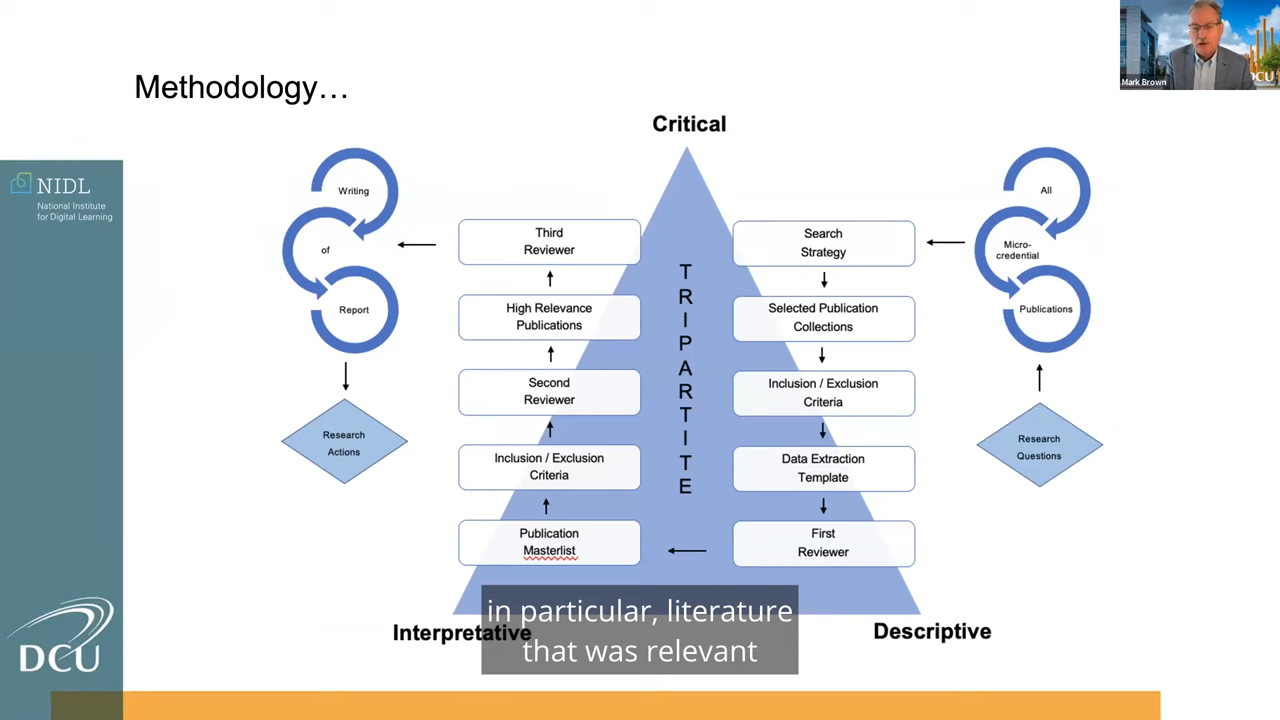 Methodology…
Mark Brown
DCU
NIDL
National Institute
for Digital Learning
DCU
Critical
TRIPARTITE
Interpretative
Descriptive
Writing
of
Report
Research
Actions
Third
Reviewer
High Relevance
Publications
Second
Reviewer
Inclusion / Exclusion
Criteria
Publication
Masterlist
Search
Strategy
Selected Publication
Collections
Inclusion / Exclusion
Criteria
Data Extraction
Template
First
Reviewer
All
Micro-
credential
Publications
Research
Questions
in particular, literature
that was relevant